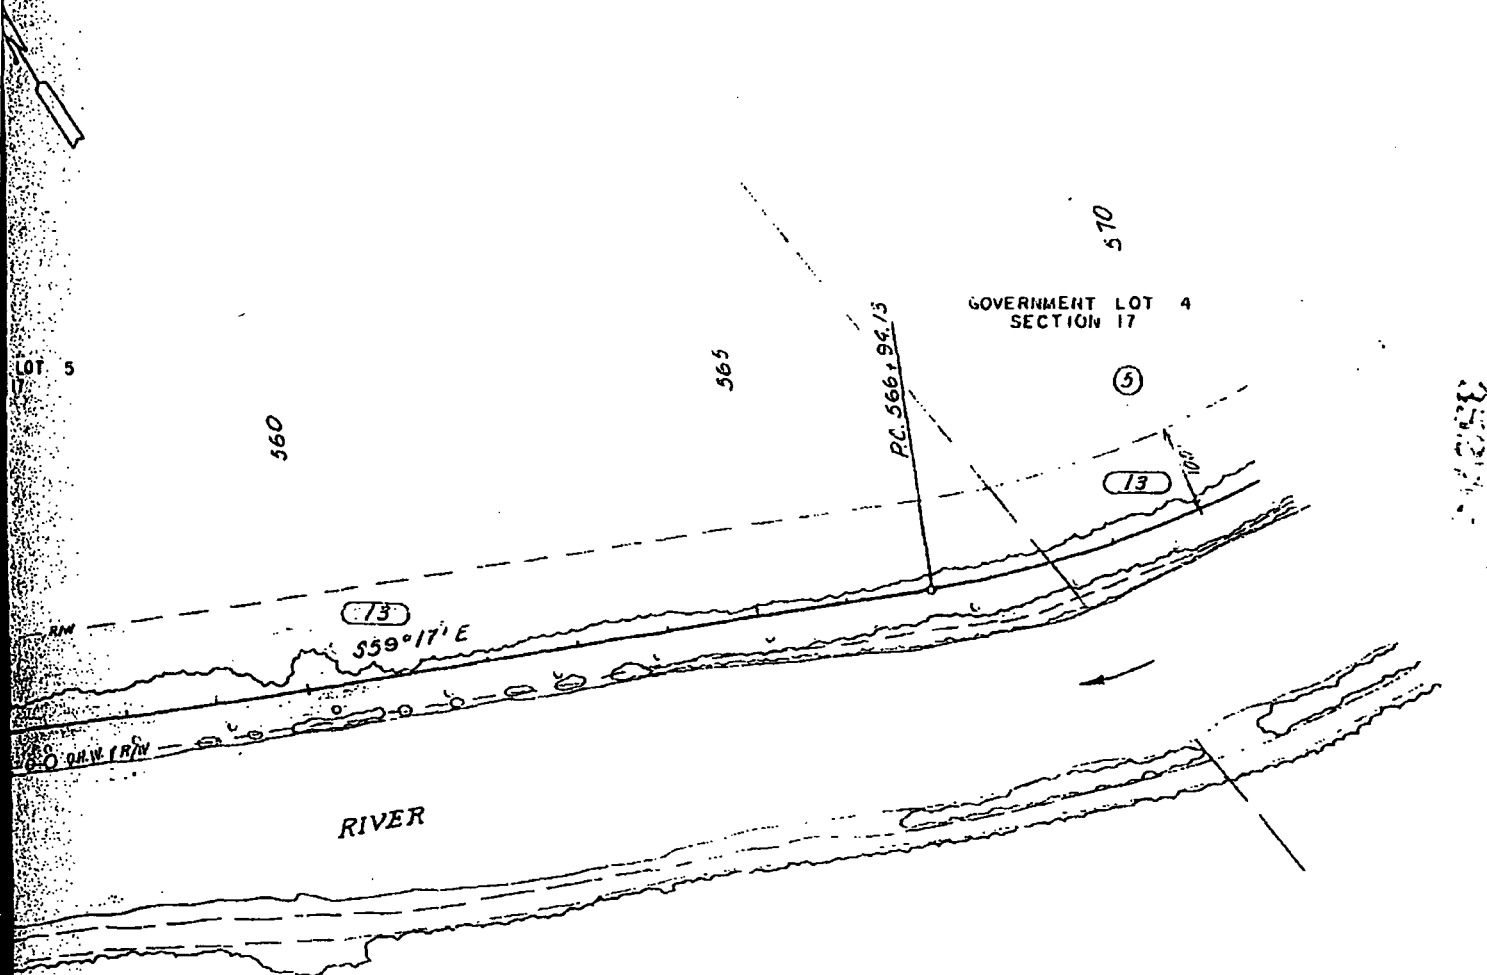 570
GOVERNMENT LOT 4
SECTION 17
P.C. 566+94.13
LOT 5
17
565
5
560
100'
13
13
R/W
S59°17'E
O.H.W. & R/W
RIVER